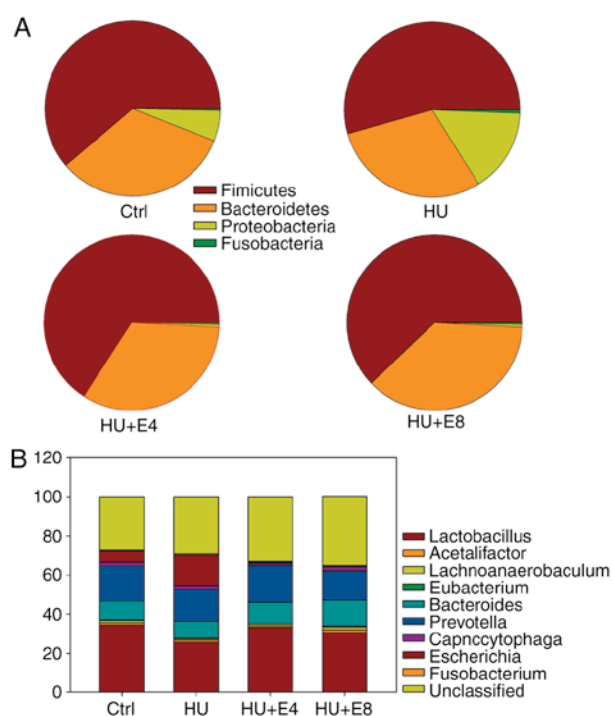 A
Ctrl
HU
Fimicutes
Bacteroidetes
Proteobacteria
Fusobacteria
HU+E4
HU+E8
B
120
100
80
60
40
20
0
Ctrl
HU
HU+E4
HU+E8
Lactobacillus
Acetalifactor
Lachnoanaerobaculum
Eubacterium
Bacteroides
Prevotella
Capnccytophaga
Escherichia
Fusobacterium
Unclassified